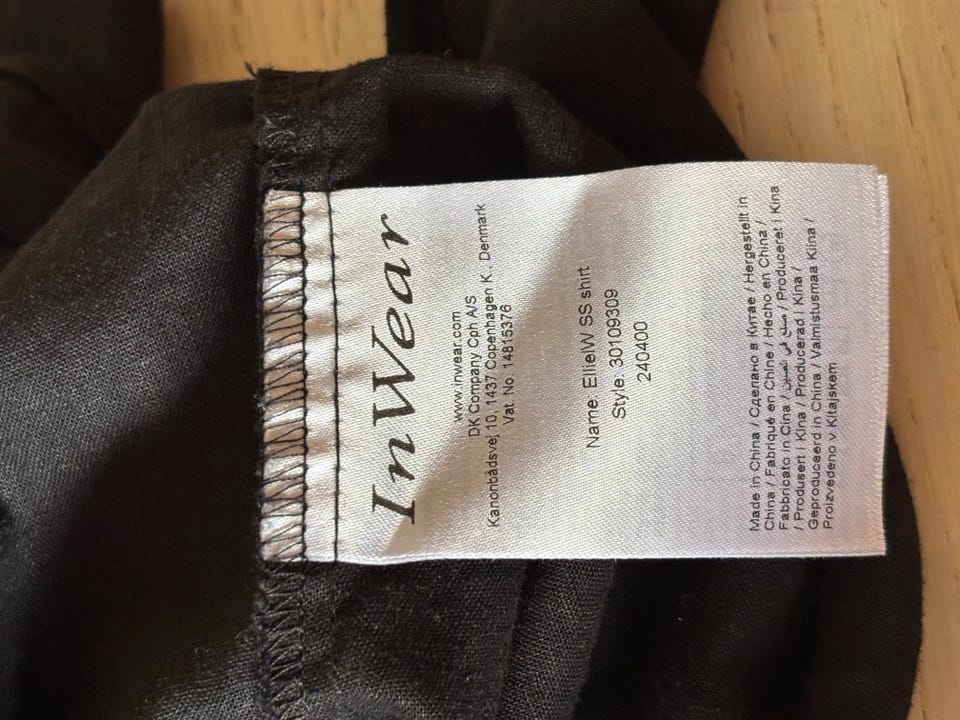 InWear
www.inwear.com
DK Company Cph A/S
Kanonbådsvej 10, 1437 Copenhagen K., Denmark
Vat. No. 14815376
Name: EllieIW SS shirt
Style: 30109309
240400
Made in China / Сделано в Китае / Hergestellt in
China / Fabriqué en Chine / Hecho en China /
Fabbricato in Cina / صنع في الصين / Produceret i Kina
/ Produsert i Kina / Producerad i Kina /
Geproduceerd in China / Valmistusmaa Kiina /
Proizvedeno v Kitajskem